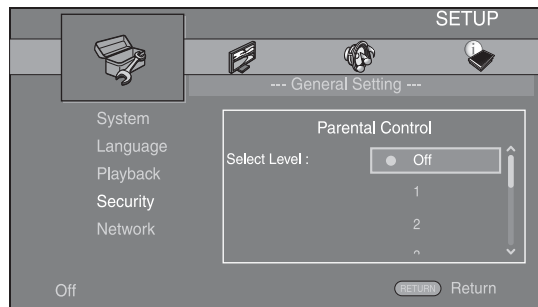 SETUP
--- General Setting ---
System
Language
Playback
Security
Network
Parental Control
Select Level :
Off
1
2
Off
RETURN Return